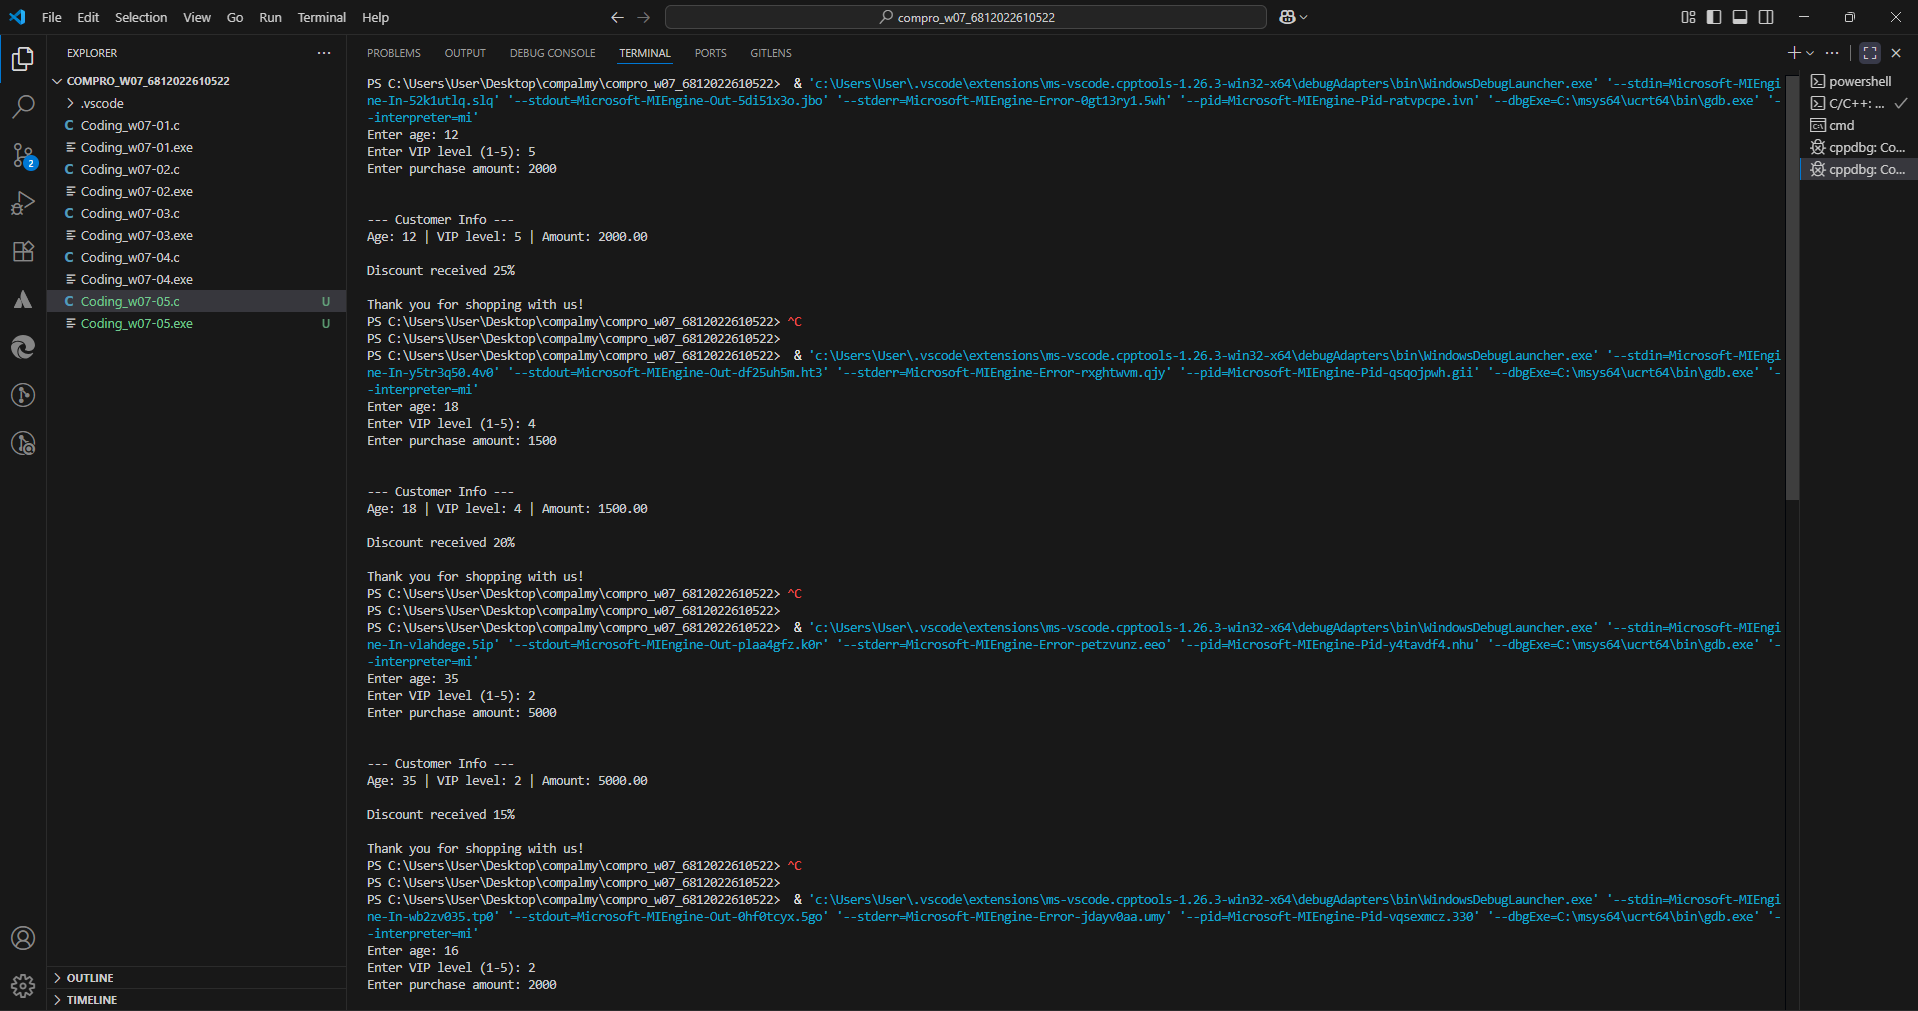 File Edit Selection View Go Run Terminal Help
compro_w07_6812022610522
EXPLORER
COMPRO_W07_6812022610522
.vscode
C Coding_w07-01.c
Coding_w07-01.exe
C Coding_w07-02.c
Coding_w07-02.exe
C Coding_w07-03.c
Coding_w07-03.exe
C Coding_w07-04.c
Coding_w07-04.exe
C Coding_w07-05.c U
Coding_w07-05.exe U
2
OUTLINE
TIMELINE
PROBLEMS OUTPUT DEBUG CONSOLE TERMINAL PORTS GITLENS
PS C:\Users\User\Desktop\compalmy\compro_w07_6812022610522> & 'c:\Users\User\.vscode\extensions\ms-vscode.cpptools-1.26.3-win32-x64\debugAdapters\bin\WindowsDebugLauncher.exe' '--stdin=Microsoft-MIEngi
ne-In-52k1utlq.slq' '--stdout=Microsoft-MIEngine-Out-5di51x3o.jbo' '--stderr=Microsoft-MIEngine-Error-0gt13ry1.5wh' '--pid=Microsoft-MIEngine-Pid-ratvpcpe.ivn' '--dbgExe=C:\msys64\ucrt64\bin\gdb.exe' '-
-interpreter=mi'
Enter age: 12
Enter VIP level (1-5): 5
Enter purchase amount: 2000
--- Customer Info ---
Age: 12 | VIP level: 5 | Amount: 2000.00
Discount received 25%
Thank you for shopping with us!
PS C:\Users\User\Desktop\compalmy\compro_w07_6812022610522> ^C
PS C:\Users\User\Desktop\compalmy\compro_w07_6812022610522>
PS C:\Users\User\Desktop\compalmy\compro_w07_6812022610522> & 'c:\Users\User\.vscode\extensions\ms-vscode.cpptools-1.26.3-win32-x64\debugAdapters\bin\WindowsDebugLauncher.exe' '--stdin=Microsoft-MIEngi
ne-In-y5tr3q50.4v0' '--stdout=Microsoft-MIEngine-Out-df25uh5m.ht3' '--stderr=Microsoft-MIEngine-Error-rxghtwvm.qjy' '--pid=Microsoft-MIEngine-Pid-qsqojpwh.gii' '--dbgExe=C:\msys64\ucrt64\bin\gdb.exe' '-
-interpreter=mi'
Enter age: 18
Enter VIP level (1-5): 4
Enter purchase amount: 1500
--- Customer Info ---
Age: 18 | VIP level: 4 | Amount: 1500.00
Discount received 20%
Thank you for shopping with us!
PS C:\Users\User\Desktop\compalmy\compro_w07_6812022610522> ^C
PS C:\Users\User\Desktop\compalmy\compro_w07_6812022610522>
PS C:\Users\User\Desktop\compalmy\compro_w07_6812022610522> & 'c:\Users\User\.vscode\extensions\ms-vscode.cpptools-1.26.3-win32-x64\debugAdapters\bin\WindowsDebugLauncher.exe' '--stdin=Microsoft-MIEngi
ne-In-vlahdege.5ip' '--stdout=Microsoft-MIEngine-Out-plaa4gfz.k0r' '--stderr=Microsoft-MIEngine-Error-petzvunz.eeo' '--pid=Microsoft-MIEngine-Pid-y4tavdf4.nhu' '--dbgExe=C:\msys64\ucrt64\bin\gdb.exe' '-
-interpreter=mi'
Enter age: 35
Enter VIP level (1-5): 2
Enter purchase amount: 5000
--- Customer Info ---
Age: 35 | VIP level: 2 | Amount: 5000.00
Discount received 15%
Thank you for shopping with us!
PS C:\Users\User\Desktop\compalmy\compro_w07_6812022610522> ^C
PS C:\Users\User\Desktop\compalmy\compro_w07_6812022610522>
PS C:\Users\User\Desktop\compalmy\compro_w07_6812022610522> & 'c:\Users\User\.vscode\extensions\ms-vscode.cpptools-1.26.3-win32-x64\debugAdapters\bin\WindowsDebugLauncher.exe' '--stdin=Microsoft-MIEngi
ne-In-wb2zv035.tp0' '--stdout=Microsoft-MIEngine-Out-0hf0tcyx.5go' '--stderr=Microsoft-MIEngine-Error-jdayv0aa.umy' '--pid=Microsoft-MIEngine-Pid-vqsexmcz.330' '--dbgExe=C:\msys64\ucrt64\bin\gdb.exe' '-
-interpreter=mi'
Enter age: 16
Enter VIP level (1-5): 2
Enter purchase amount: 2000
powershell
C/C++: ...
cmd
cppdbg: Co...
cppdbg: Co...